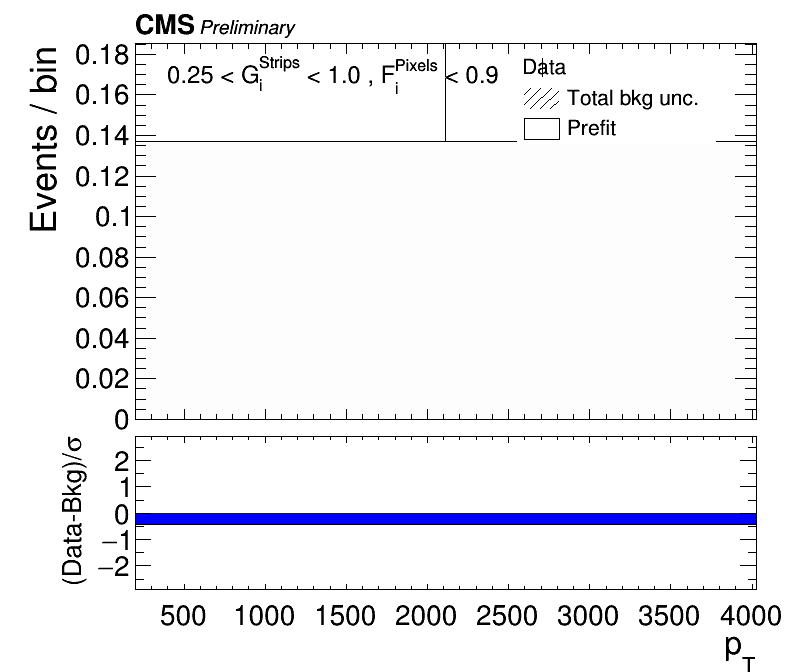 CMS Preliminary
Events / bin
0.18
0.16
0.14
0.12
0.1
0.08
0.06
0.04
0.02
0
0.25 < G_i^Strips < 1.0 , F_i^Pixels < 0.9
Data
Total bkg unc.
Prefit
(Data-Bkg)/σ
2
1
0
−1
−2
500 1000 1500 2000 2500 3000 3500 4000
p_T